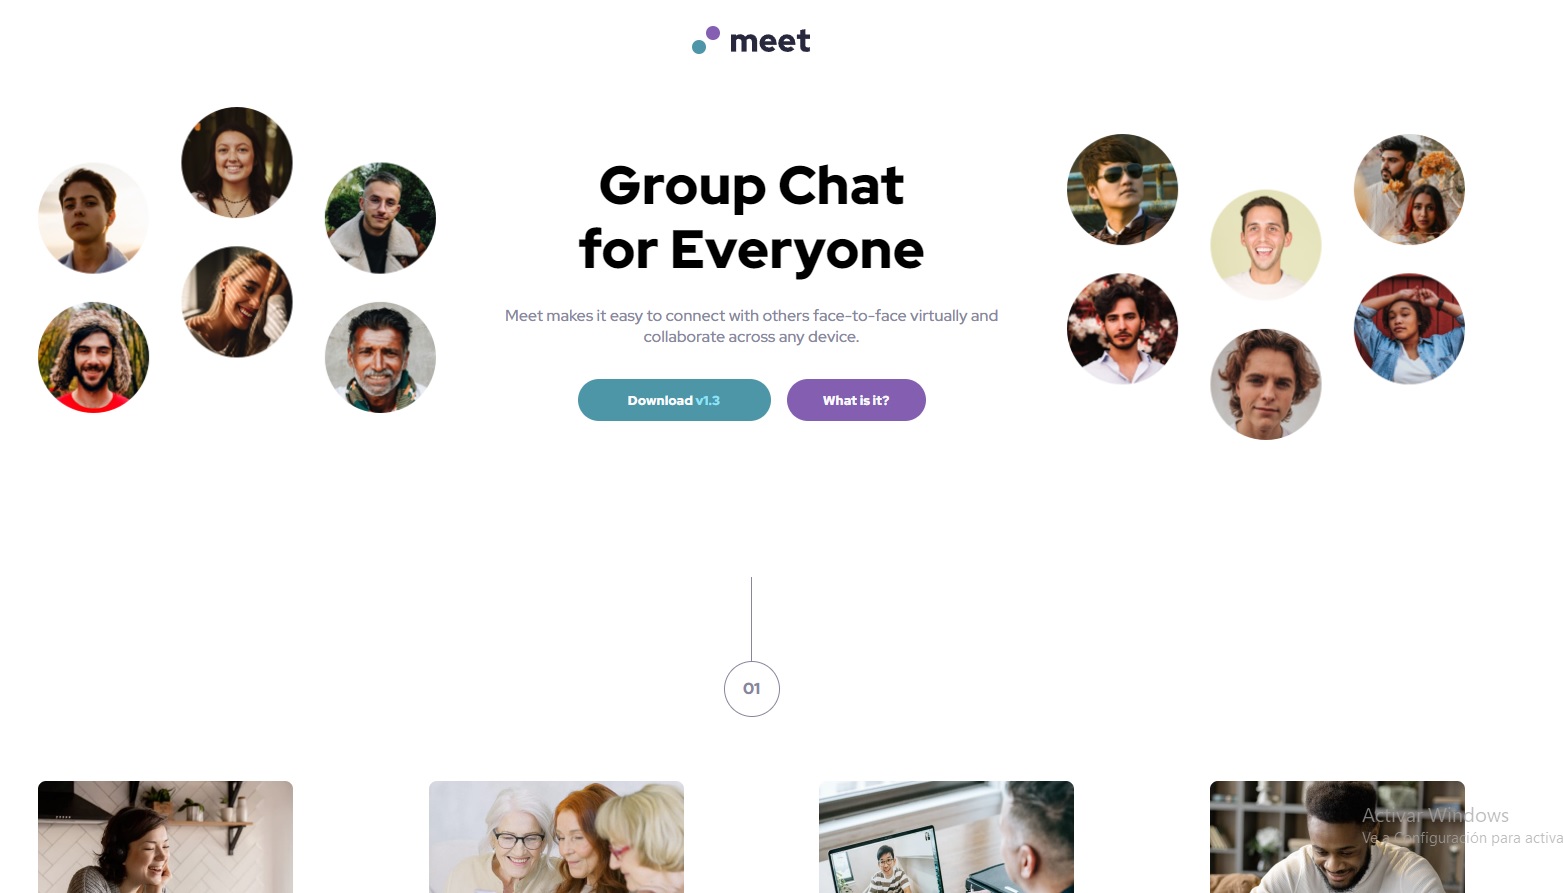 meet
Group Chat
for Everyone
Meet makes it easy to connect with others face-to-face virtually and
collaborate across any device.
Download v1.3
What is it?
01
Activar Windows
Ve a Configuración para activa